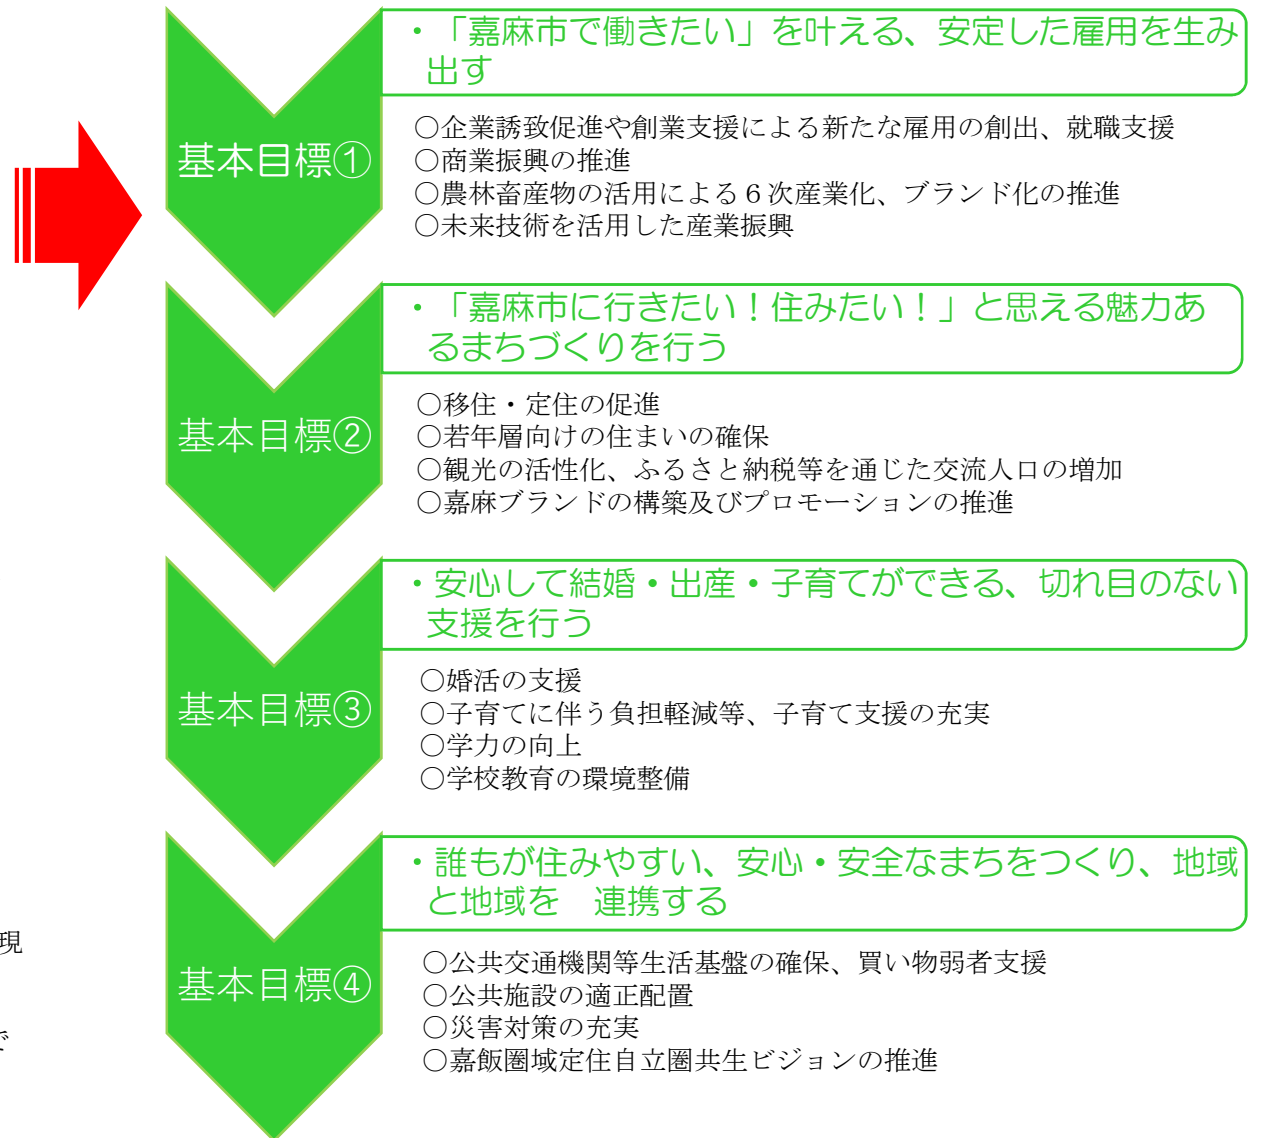 ・「嘉麻市で働きたい」を叶える、安定した雇用を生み
出す
基本目標①
○企業誘致促進や創業支援による新たな雇用の創出、就職支援
○商業振興の推進
○農林畜産物の活用による６次産業化、ブランド化の推進
○未来技術を活用した産業振興
・「嘉麻市に行きたい！住みたい！」と思える魅力あ
るまちづくりを行う
基本目標②
○移住・定住の促進
○若年層向けの住まいの確保
○観光の活性化、ふるさと納税等を通じた交流人口の増加
○嘉麻ブランドの構築及びプロモーションの推進
・安心して結婚・出産・子育てができる、切れ目のない
支援を行う
基本目標③
○婚活の支援
○子育てに伴う負担軽減等、子育て支援の充実
○学力の向上
○学校教育の環境整備
・誰もが住みやすい、安心・安全なまちをつくり、地域
と地域を　連携する
現
基本目標④
○公共交通機関等生活基盤の確保、買い物弱者支援
○公共施設の適正配置
○災害対策の充実
○嘉飯圏域定住自立圏共生ビジョンの推進